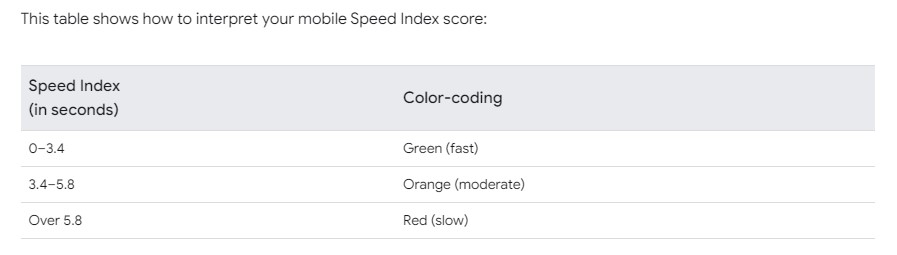 This table shows how to interpret your mobile Speed Index score:
Speed Index
(in seconds)
Color-coding
0–3.4
Green (fast)
3.4–5.8
Orange (moderate)
Over 5.8
Red (slow)